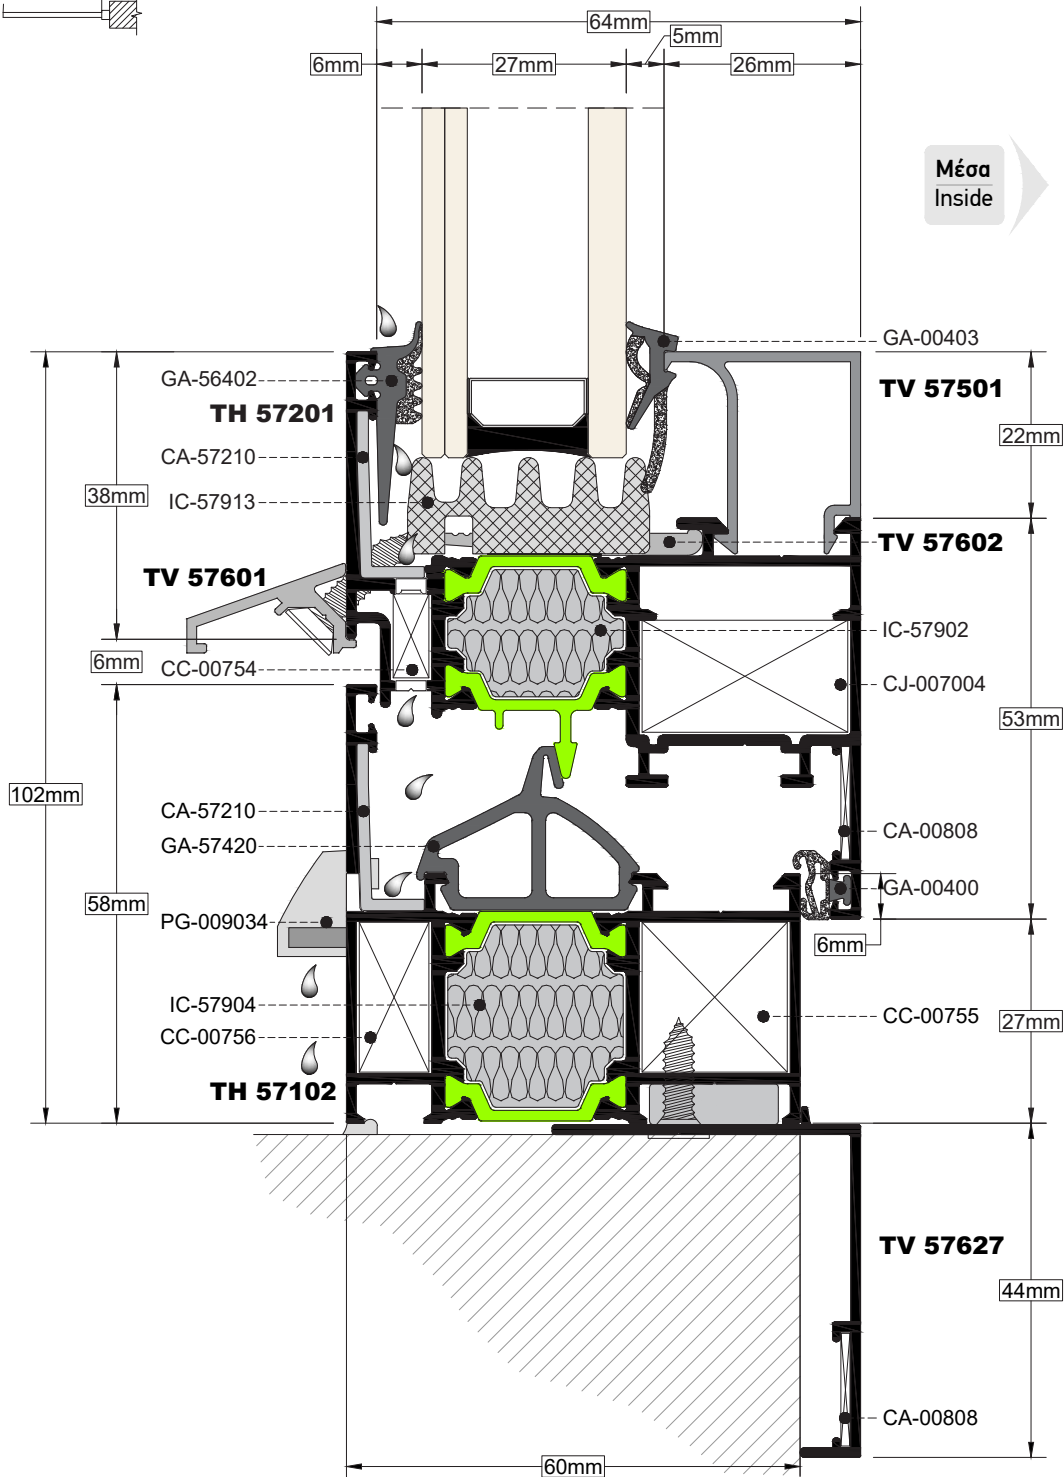 64mm
5mm
6mm
27mm
26mm
Μέσα
Inside
GA-00403
GA-56402
TH 57201
TV 57501
CA-57210
22mm
38mm
IC-57913
TV 57602
TV 57601
IC-57902
6mm
CC-00754
CJ-007004
53mm
102mm
CA-57210
CA-00808
GA-57420
58mm
GA-00400
PG-009034
6mm
IC-57904
CC-00755
27mm
CC-00756
TH 57102
TV 57627
44mm
CA-00808
60mm